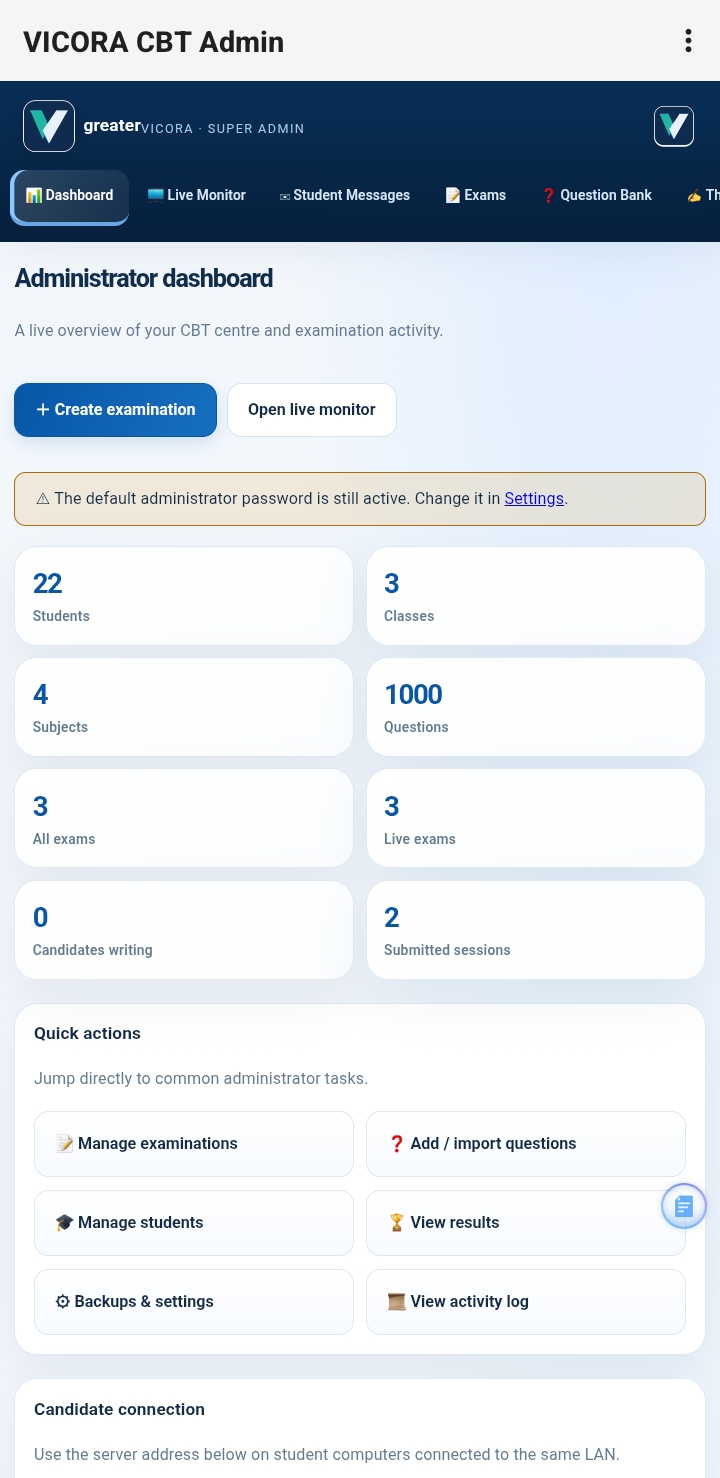 VICORA CBT Admin
greaterVICORA · SUPER ADMIN
📊 Dashboard
Live Monitor
✉ Student Messages
📝 Exams
❓ Question Bank
✍ Th
Administrator dashboard
A live overview of your CBT centre and examination activity.
＋ Create examination
Open live monitor
⚠ The default administrator password is still active. Change it in Settings.
22
Students
3
Classes
4
Subjects
1000
Questions
3
All exams
3
Live exams
0
Candidates writing
2
Submitted sessions
Quick actions
Jump directly to common administrator tasks.
📝 Manage examinations
❓ Add / import questions
🎓 Manage students
🏆 View results
⚙ Backups & settings
📜 View activity log
Candidate connection
Use the server address below on student computers connected to the same LAN.